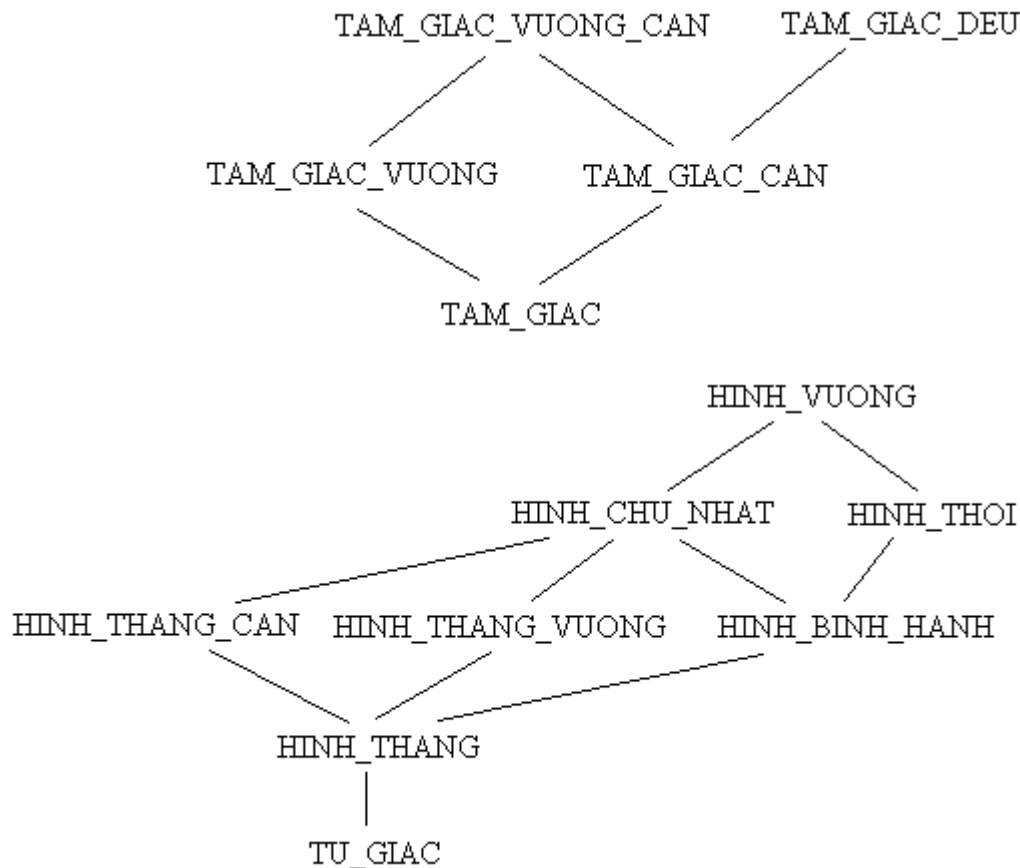 TAM_GIAC_VUONG_CAN TAM_GIAC_DEU
TAM_GIAC_VUONG TAM_GIAC_CAN
TAM_GIAC
HINH_VUONG
HINH_CHU_NHAT HINH_THOI
HINH_THANG_CAN HINH_THANG_VUONG HINH_BINH_HANH
HINH_THANG
TU_GIAC